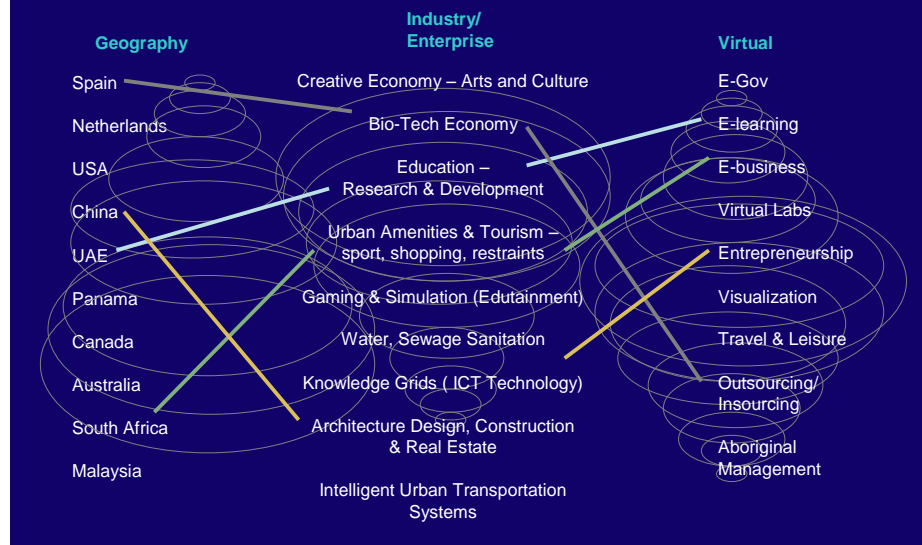 Geography
Spain
Netherlands
USA
China
UAE
Panama
Canada
Australia
South Africa
Malaysia
Industry/
Enterprise
Creative Economy – Arts and Culture
Bio-Tech Economy
Education –
Research & Development
Urban Amenities & Tourism –
sport, shopping, restraints
Gaming & Simulation (Edutainment)
Water, Sewage Sanitation
Knowledge Grids ( ICT Technology)
Architecture Design, Construction
& Real Estate
Intelligent Urban Transportation
Systems
Virtual
E-Gov
E-learning
E-business
Virtual Labs
Entrepreneurship
Visualization
Travel & Leisure
Outsourcing/
Insourcing
Aboriginal
Management